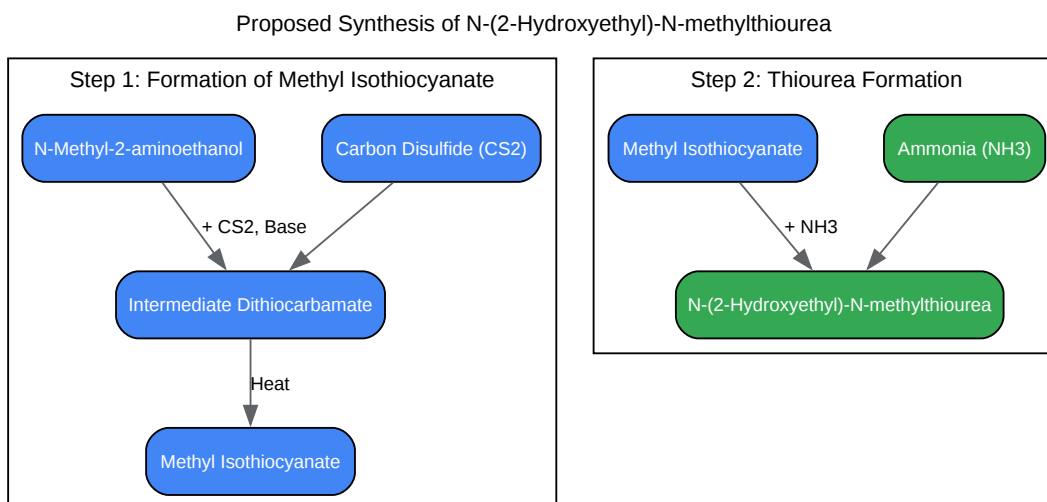 Proposed Synthesis of N-(2-Hydroxyethyl)-N-methylthiourea
Step 1: Formation of Methyl Isothiocyanate
N-Methyl-2-aminoethanol
Carbon Disulfide (CS2)
+ CS2, Base
Intermediate Dithiocarbamate
Heat
Methyl Isothiocyanate
Step 2: Thiourea Formation
Methyl Isothiocyanate
Ammonia (NH3)
+ NH3
N-(2-Hydroxyethyl)-N-methylthiourea